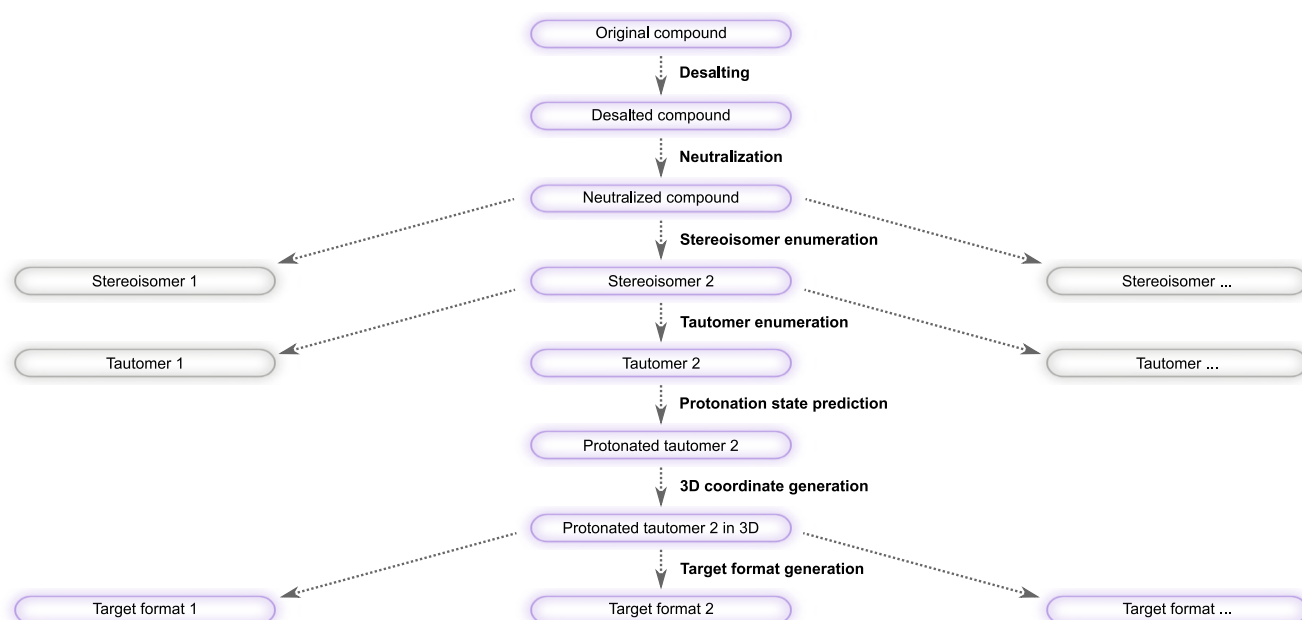 Original compound
Desalting
Desalted compound
Neutralization
Neutralized compound
Stereoisomer enumeration
Stereoisomer 1
Stereoisomer 2
Stereoisomer ...
Tautomer enumeration
Tautomer 1
Tautomer 2
Tautomer ...
Protonation state prediction
Protonated tautomer 2
3D coordinate generation
Protonated tautomer 2 in 3D
Target format generation
Target format 1
Target format 2
Target format ...